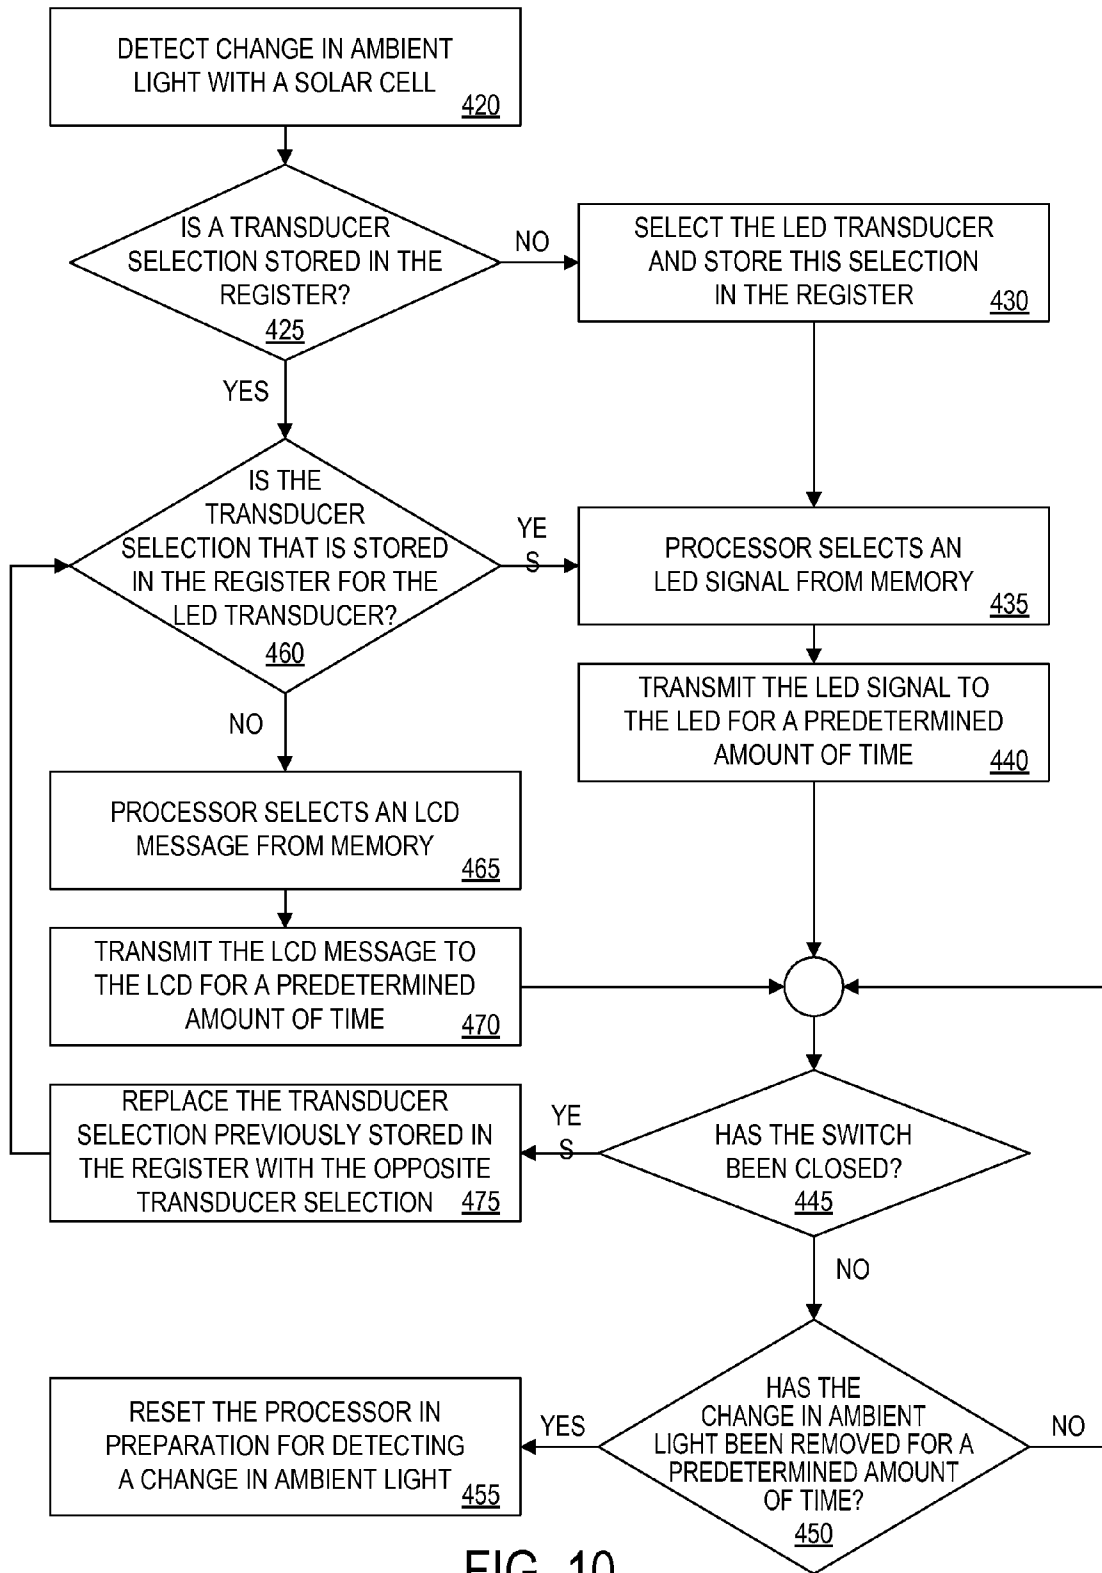 DETECT CHANGE IN AMBIENT
LIGHT WITH A SOLAR CELL
420
IS A TRANSDUCER
SELECTION STORED IN THE
REGISTER?
425
NO
SELECT THE LED TRANSDUCER
AND STORE THIS SELECTION
IN THE REGISTER
430
YES
IS THE
TRANSDUCER
SELECTION THAT IS STORED
IN THE REGISTER FOR THE
LED TRANSDUCER?
460
YE
S
PROCESSOR SELECTS AN
LED SIGNAL FROM MEMORY
435
TRANSMIT THE LED SIGNAL TO
THE LED FOR A PREDETERMINED
AMOUNT OF TIME
440
NO
PROCESSOR SELECTS AN LCD
MESSAGE FROM MEMORY
465
TRANSMIT THE LCD MESSAGE TO
THE LCD FOR A PREDETERMINED
AMOUNT OF TIME
470
REPLACE THE TRANSDUCER
SELECTION PREVIOUSLY STORED IN
THE REGISTER WITH THE OPPOSITE
TRANSDUCER SELECTION
475
YE
S
HAS THE SWITCH
BEEN CLOSED?
445
NO
HAS THE
CHANGE IN AMBIENT
LIGHT BEEN REMOVED FOR A
PREDETERMINED AMOUNT
OF TIME?
450
NO
YES
RESET THE PROCESSOR IN
PREPARATION FOR DETECTING
A CHANGE IN AMBIENT LIGHT
455
FIG. 10